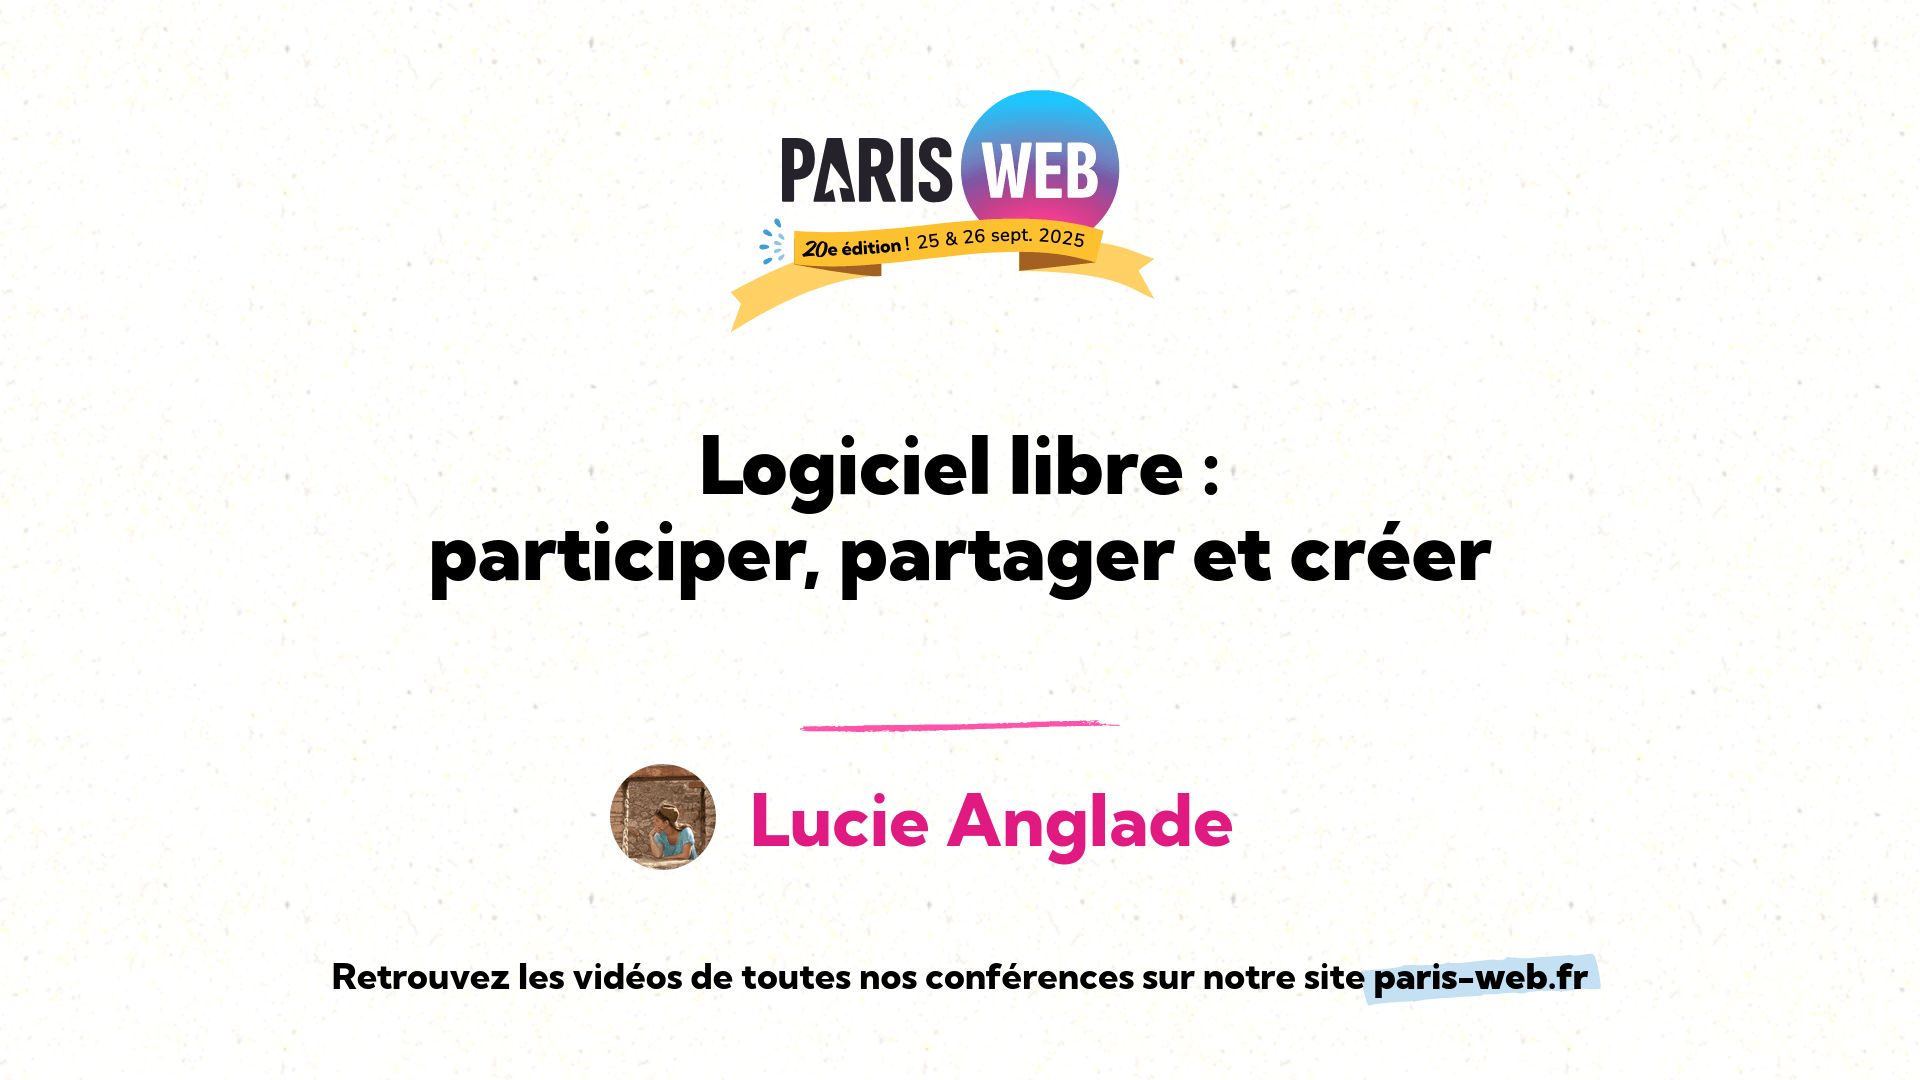 PARIS WEB
20e édition ! 25 & 26 sept. 2025
Logiciel libre :
participer, partager et créer
Lucie Anglade
Retrouvez les vidéos de toutes nos conférences sur notre site paris-web.fr